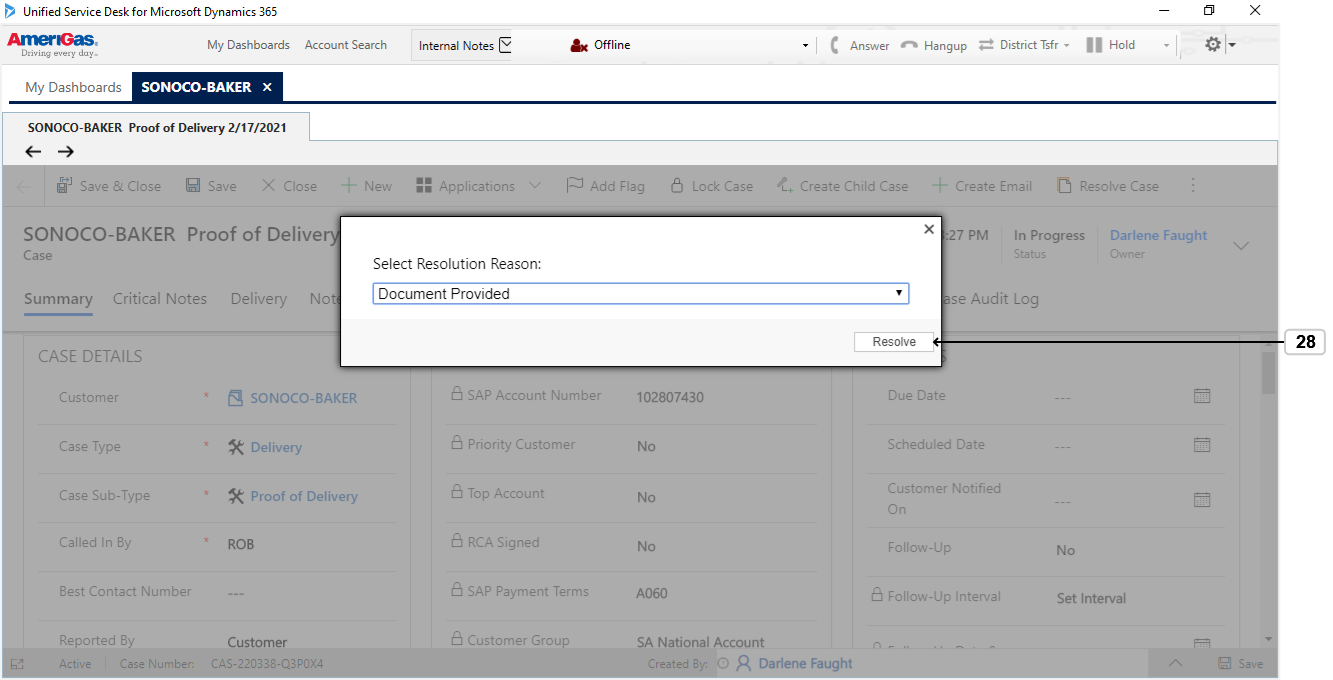 Unified Service Desk for Microsoft Dynamics 365
AmeriGas.
Driving every day..
My Dashboards Account Search Internal Notes Offline Answer Hangup District Tsfr Hold
My Dashboards SONOCO-BAKER ×
SONOCO-BAKER Proof of Delivery 2/17/2021
Save & Close Save Close New Applications Add Flag Lock Case Create Child Case Create Email Resolve Case
SONOCO-BAKER Proof of Delivery
Case
:27 PM
In Progress
Status
Darlene Faught
Owner
Summary Critical Notes Delivery Note ase Audit Log
Select Resolution Reason:
Document Provided
Resolve
28
CASE DETAILS
Customer * SONOCO-BAKER
Case Type * Delivery
Case Sub-Type * Proof of Delivery
Called In By * ROB
Best Contact Number ---
Reported By Customer
SAP Account Number 102807430
Priority Customer No
Top Account No
RCA Signed No
SAP Payment Terms A060
Customer Group SA National Account
S
Due Date ---
Scheduled Date ---
Customer Notified
On ---
Follow-Up No
Follow-Up Interval Set Interval
Active Case Number: CAS-220338-Q3P0X4 Created By: Darlene Faught Save